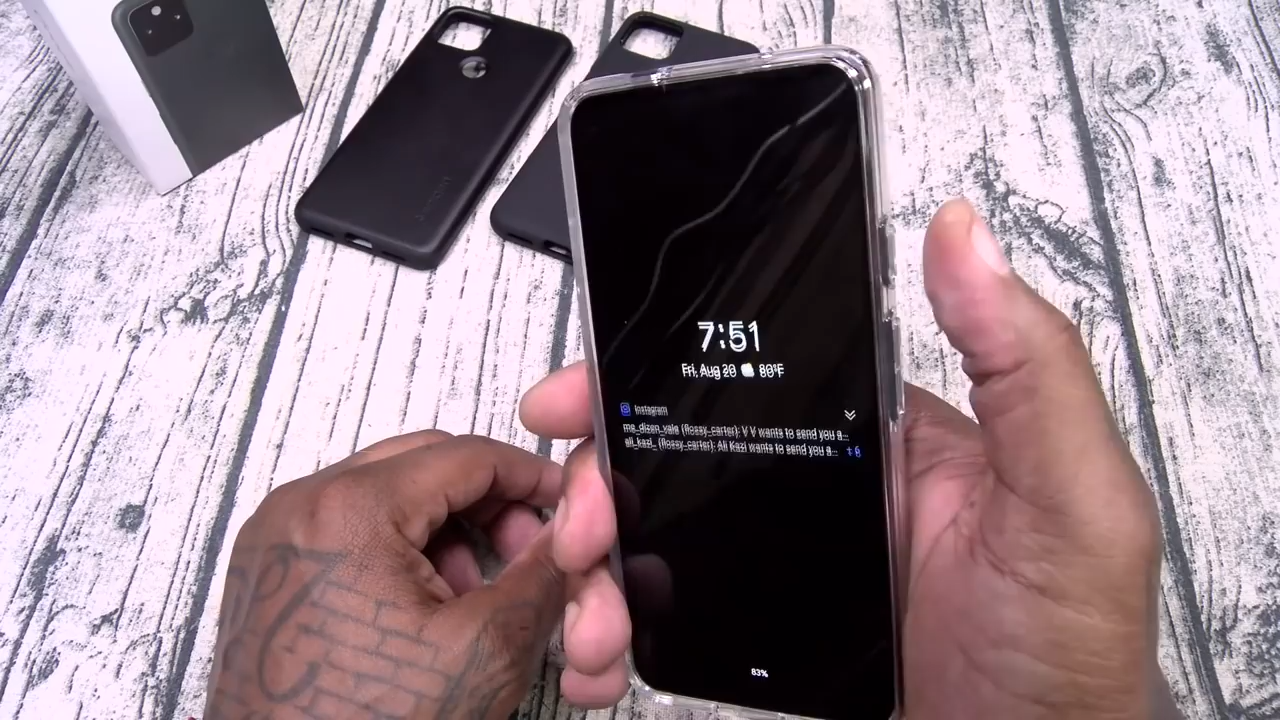 7:51
Fri, Aug 20 80°F
Instagram
me_dizen_vale (flossy_carter): V V wants to send you a...
ali_kazi_ (flossy_carter): Ali Kazi wants to send you a...
+6
83%